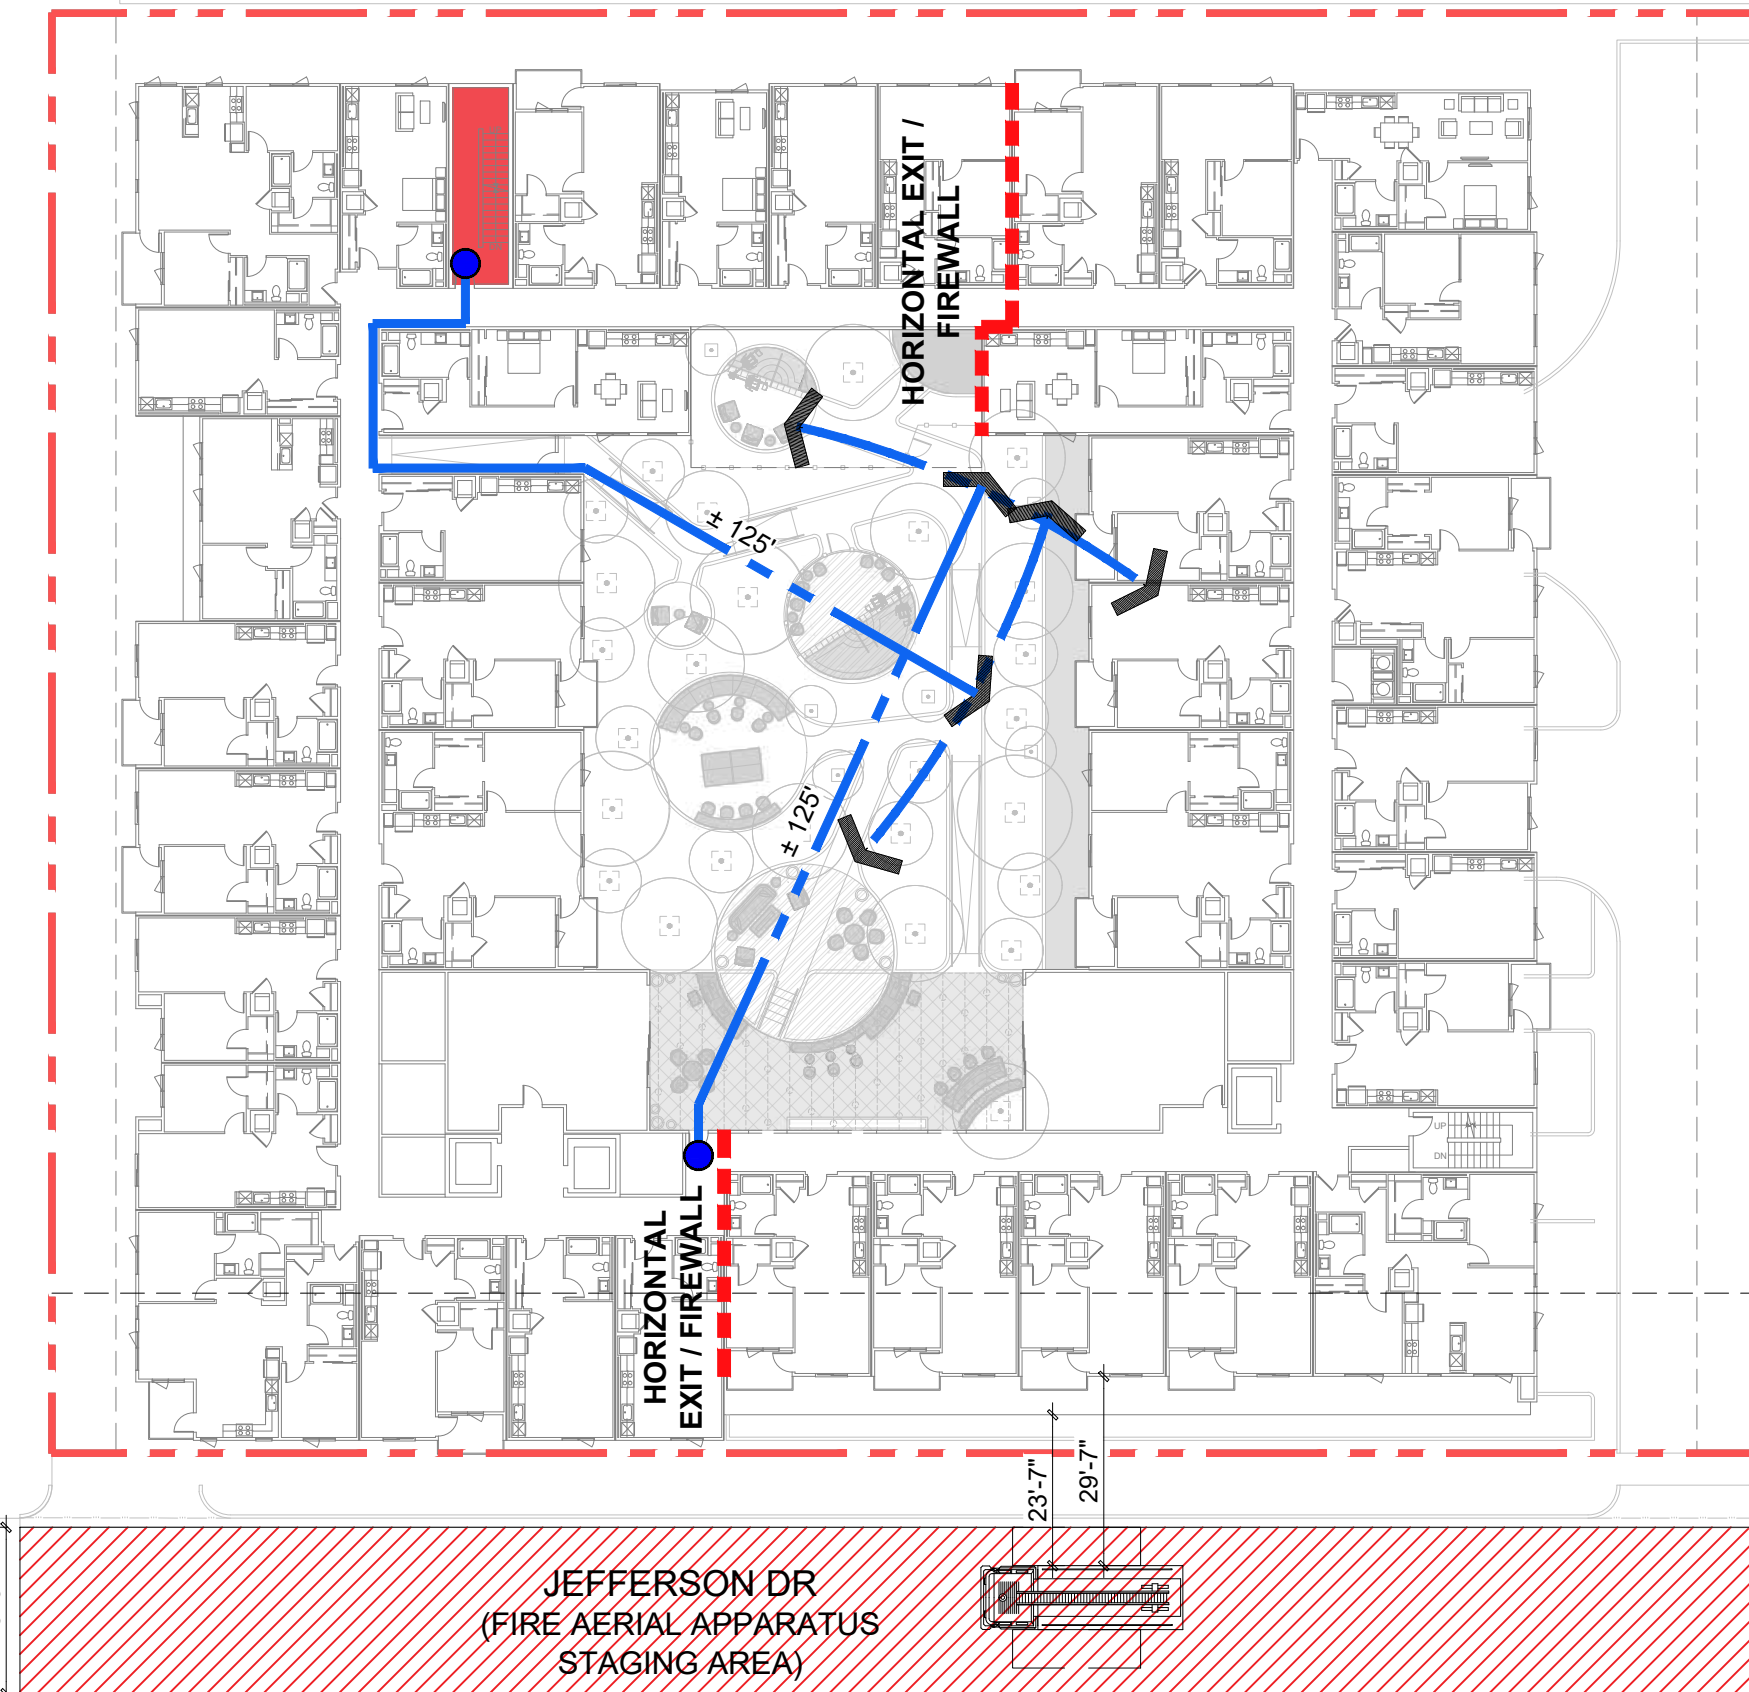 HORIZONTAL EXIT /
FIREWALL
± 125'
± 125'
UP
DN
HORIZONTAL
EXIT / FIREWALL
23'-7"
29'-7"
JEFFERSON DR
(FIRE AERIAL APPARATUS
STAGING AREA)